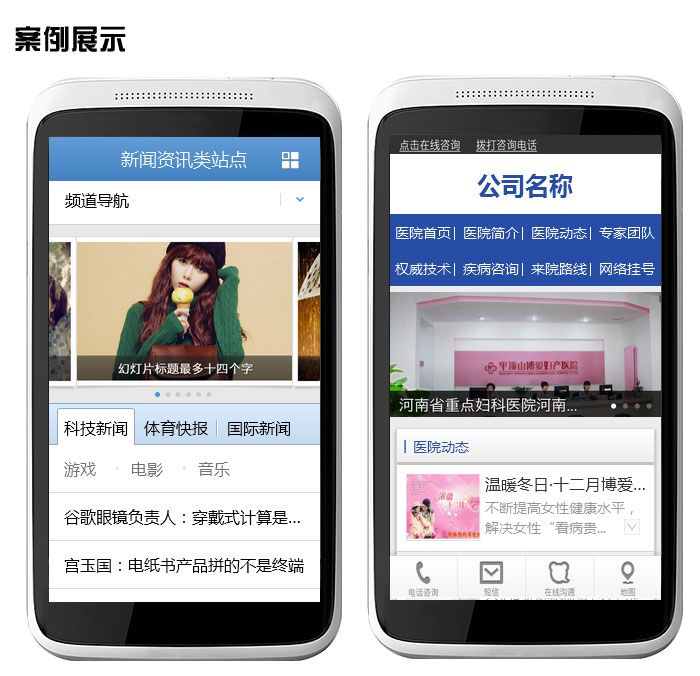 案例展示
新闻资讯类站点
频道导航
幻灯片标题最多十四个字
科技新闻 体育快报 国际新闻
游戏 电影 音乐
谷歌眼镜负责人：穿戴式计算是...
宫玉国：电纸书产品拼的不是终端
点击在线咨询 拨打咨询电话
公司名称
医院首页| 医院简介| 医院动态| 专家团队
权威技术| 疾病咨询| 来院路线| 网络挂号
平顶山博爱妇产医院
河南省重点妇科医院河南...
医院动态
温暖冬日·十二月博爱...
不断提高女性健康水平，
解决女性“看病贵...
电话咨询 短信 在线沟通 地图